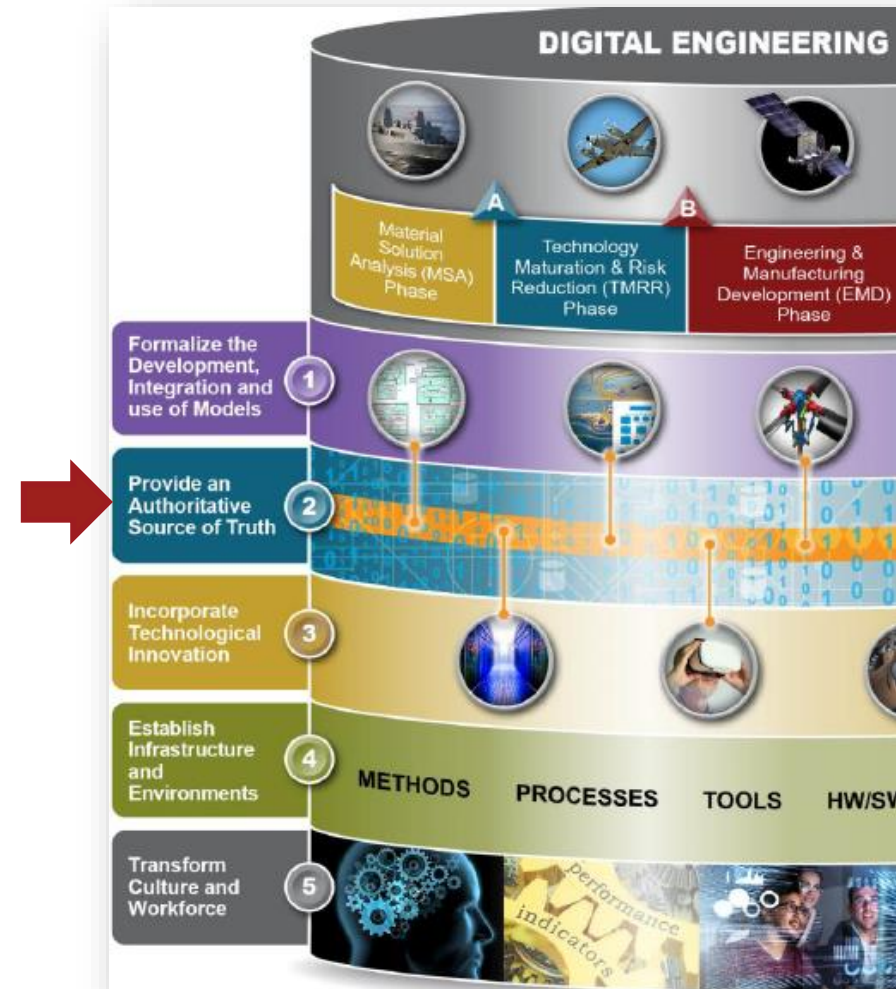 DIGITAL ENGINEERING
A
B
Material
Solution
Analysis (MSA)
Phase
Technology
Maturation & Risk
Reduction (TMRR)
Phase
Engineering &
Manufacturing
Development (EMD)
Phase
Formalize the
Development,
Integration and
use of Models
1
Provide an
Authoritative
Source of Truth
2
Incorporate
Technological
Innovation
3
Establish
Infrastructure
and
Environments
4
METHODS
PROCESSES
TOOLS
HW/SW
Transform
Culture and
Workforce
5
performance
indicators